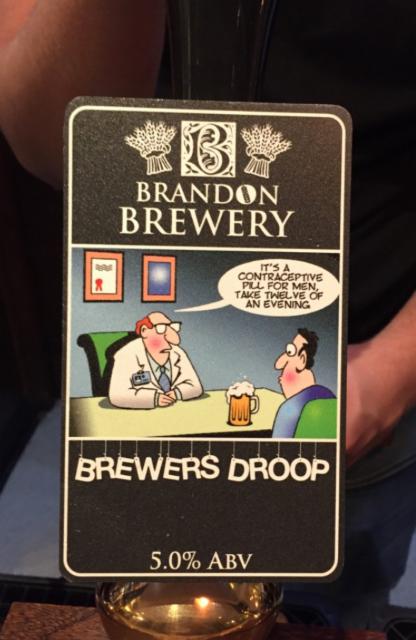 B
BRANDON
BREWERY
IT'S A
CONTRACEPTIVE
PILL FOR MEN,
TAKE TWELVE OF
AN EVENING
BREWERS DROOP
5.0% ABV